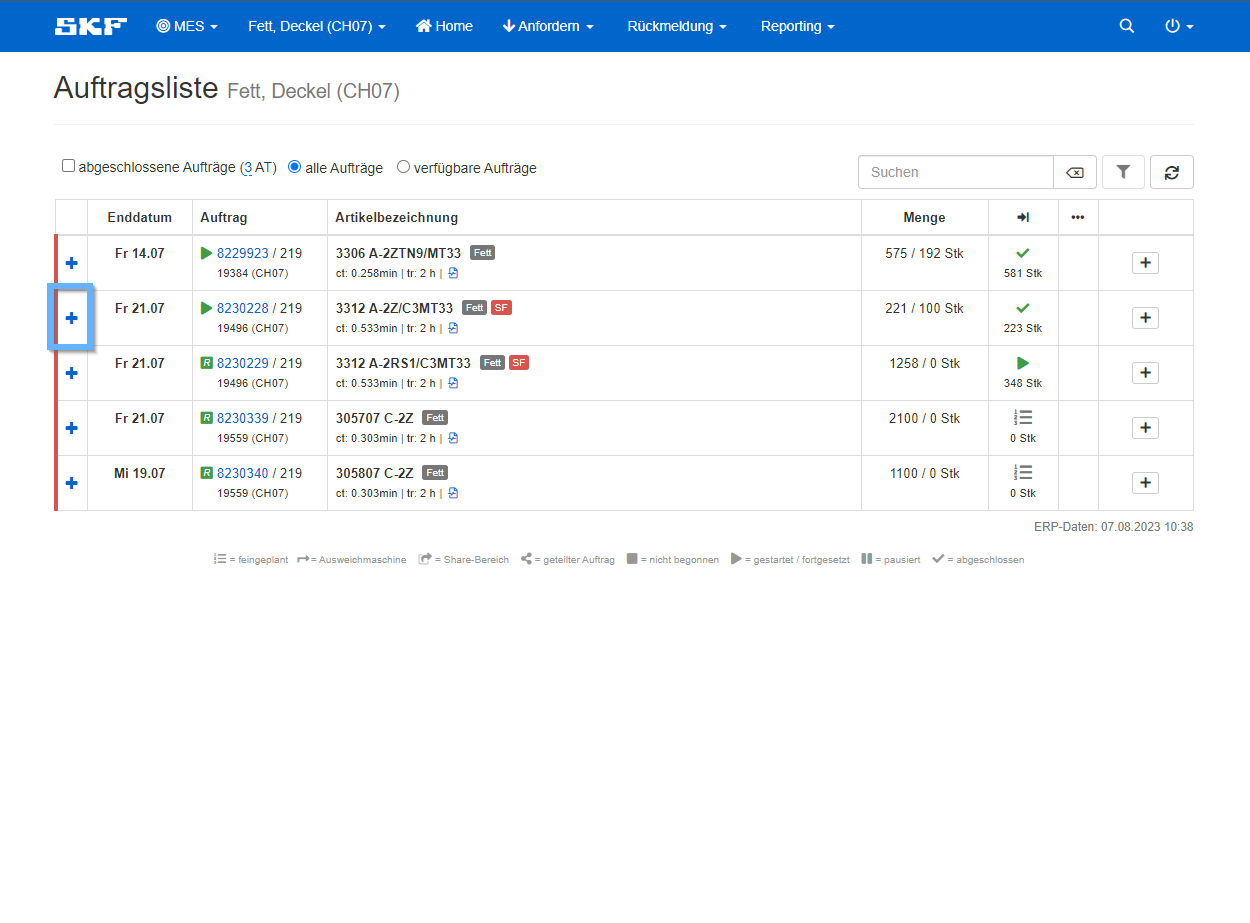 SKF MES Fett, Deckel (CH07) Home Anfordern Rückmeldung Reporting
Auftragsliste Fett, Deckel (CH07)
abgeschlossene Aufträge (3 AT) alle Aufträge verfügbare Aufträge Suchen
Enddatum Auftrag Artikelbezeichnung Menge
Fr 14.07 8229923 / 219 3306 A-2ZTN9/MT33 Fett 575 / 192 Stk
19384 (CH07) ct: 0.258min | tr: 2 h | 581 Stk
Fr 21.07 8230228 / 219 3312 A-2Z/C3MT33 Fett SF 221 / 100 Stk
19496 (CH07) ct: 0.533min | tr: 2 h | 223 Stk
Fr 21.07 R 8230229 / 219 3312 A-2RS1/C3MT33 Fett SF 1258 / 0 Stk
19496 (CH07) ct: 0.533min | tr: 2 h | 348 Stk
Fr 21.07 R 8230339 / 219 305707 C-2Z Fett 2100 / 0 Stk
19559 (CH07) ct: 0.303min | tr: 2 h | 0 Stk
Mi 19.07 R 8230340 / 219 305807 C-2Z Fett 1100 / 0 Stk
19559 (CH07) ct: 0.303min | tr: 2 h | 0 Stk
ERP-Daten: 07.08.2023 10:38
= feingeplant = Ausweichmaschine = Share-Bereich = geteilter Auftrag = nicht begonnen = gestartet / fortgesetzt = pausiert = abgeschlossen